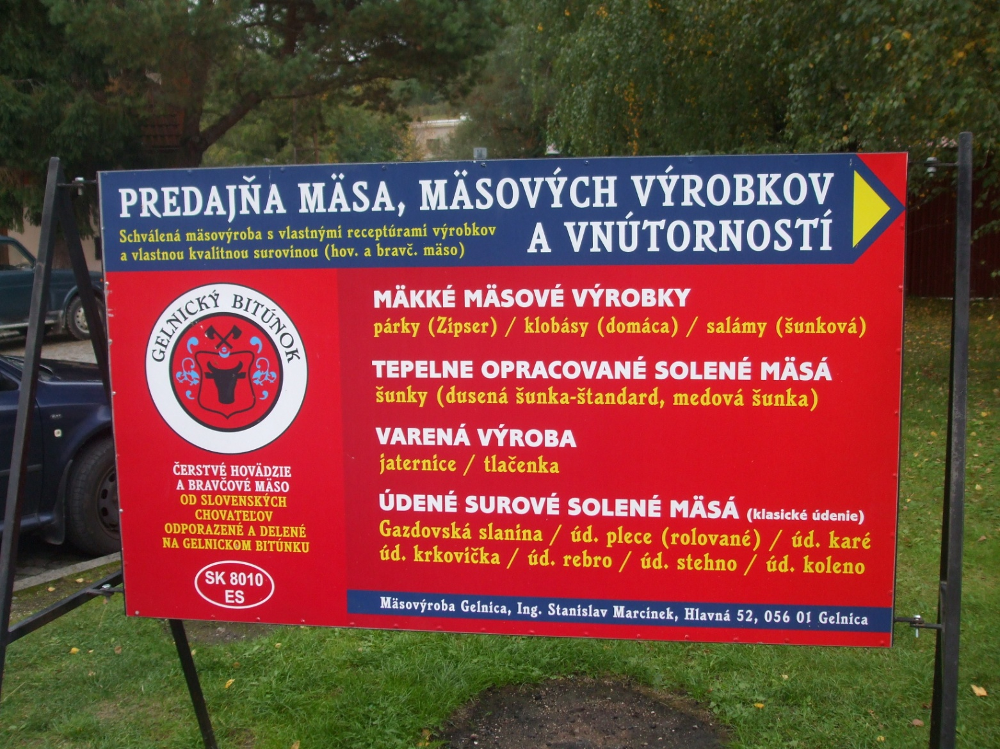 PREDAJŇA MÄSA, MÄSOVÝCH VÝROBKOV
A VNÚTORNOSTÍ
Schválená mäsovýroba s vlastnými receptúrami výrobkov
a vlastnou kvalitnou surovinou (hov. a bravč. mäso)
GELNICKÝ BITÚNOK
ČERSTVÉ HOVÄDZIE
A BRAVČOVÉ MÄSO
OD SLOVENSKÝCH
CHOVATEĽOV
ODPORAZENÉ A DELENÉ
NA GELNICKOM BITÚNKU
SK 8010
ES
MÄKKÉ MÄSOVÉ VÝROBKY
párky (Zipser) / klobásy (domáca) / salámy (šunková)
TEPELNE OPRACOVANÉ SOLENÉ MÄSÁ
šunky (dusená šunka-štandard, medová šunka)
VARENÁ VÝROBA
jaternice / tlačenka
ÚDENÉ SUROVÉ SOLENÉ MÄSÁ (klasické údenie)
Gazdovská slanina / úd. plece (rolované) / úd. karé
úd. krkovička / úd. rebro / úd. stehno / úd. koleno
Mäsovýroba Gelnica, Ing. Stanislav Marcinek, Hlavná 52, 056 01 Gelnica